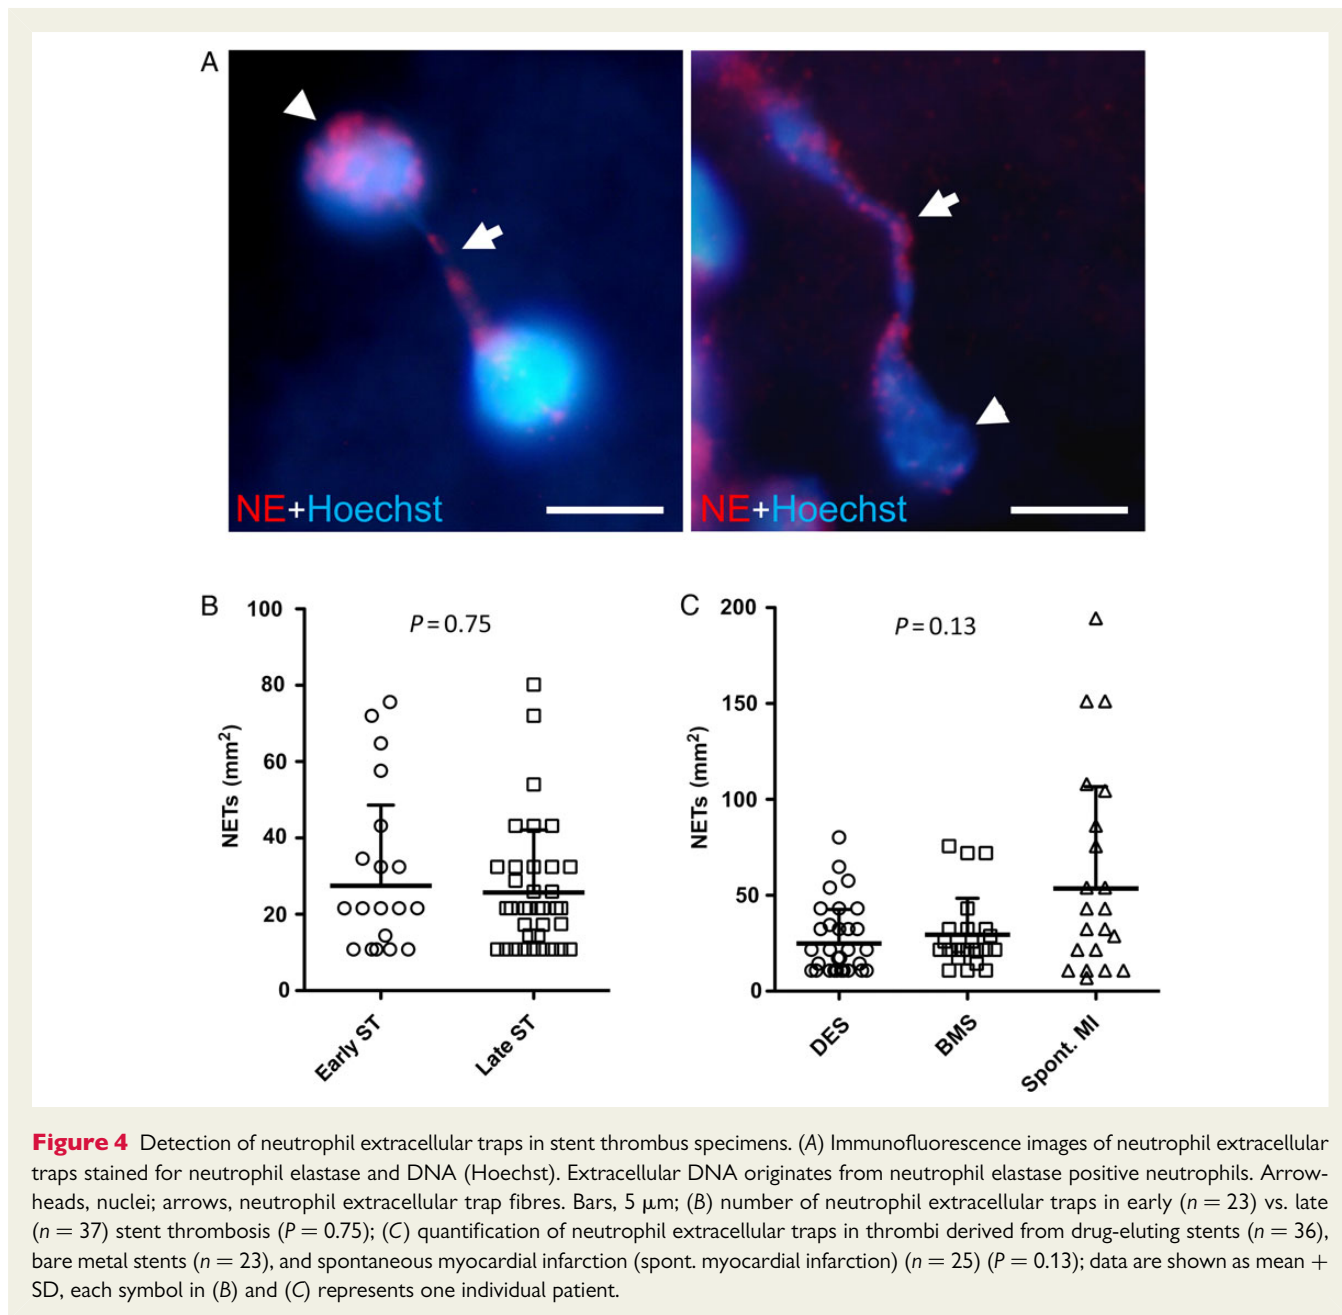 A
NE+Hoechst
NE+Hoechst
B
P = 0.75
100
80
60
40
20
0
NETs (mm²)
Early ST
Late ST
C
P = 0.13
200
150
100
50
0
NETs (mm²)
DES
BMS
Spont. MI
Figure 4 Detection of neutrophil extracellular traps in stent thrombus specimens. (A) Immunofluorescence images of neutrophil extracellular
traps stained for neutrophil elastase and DNA (Hoechst). Extracellular DNA originates from neutrophil elastase positive neutrophils. Arrow-
heads, nuclei; arrows, neutrophil extracellular trap fibres. Bars, 5 μm; (B) number of neutrophil extracellular traps in early (n = 23) vs. late
(n = 37) stent thrombosis (P = 0.75); (C) quantification of neutrophil extracellular traps in thrombi derived from drug-eluting stents (n = 36),
bare metal stents (n = 23), and spontaneous myocardial infarction (spont. myocardial infarction) (n = 25) (P = 0.13); data are shown as mean +
SD, each symbol in (B) and (C) represents one individual patient.